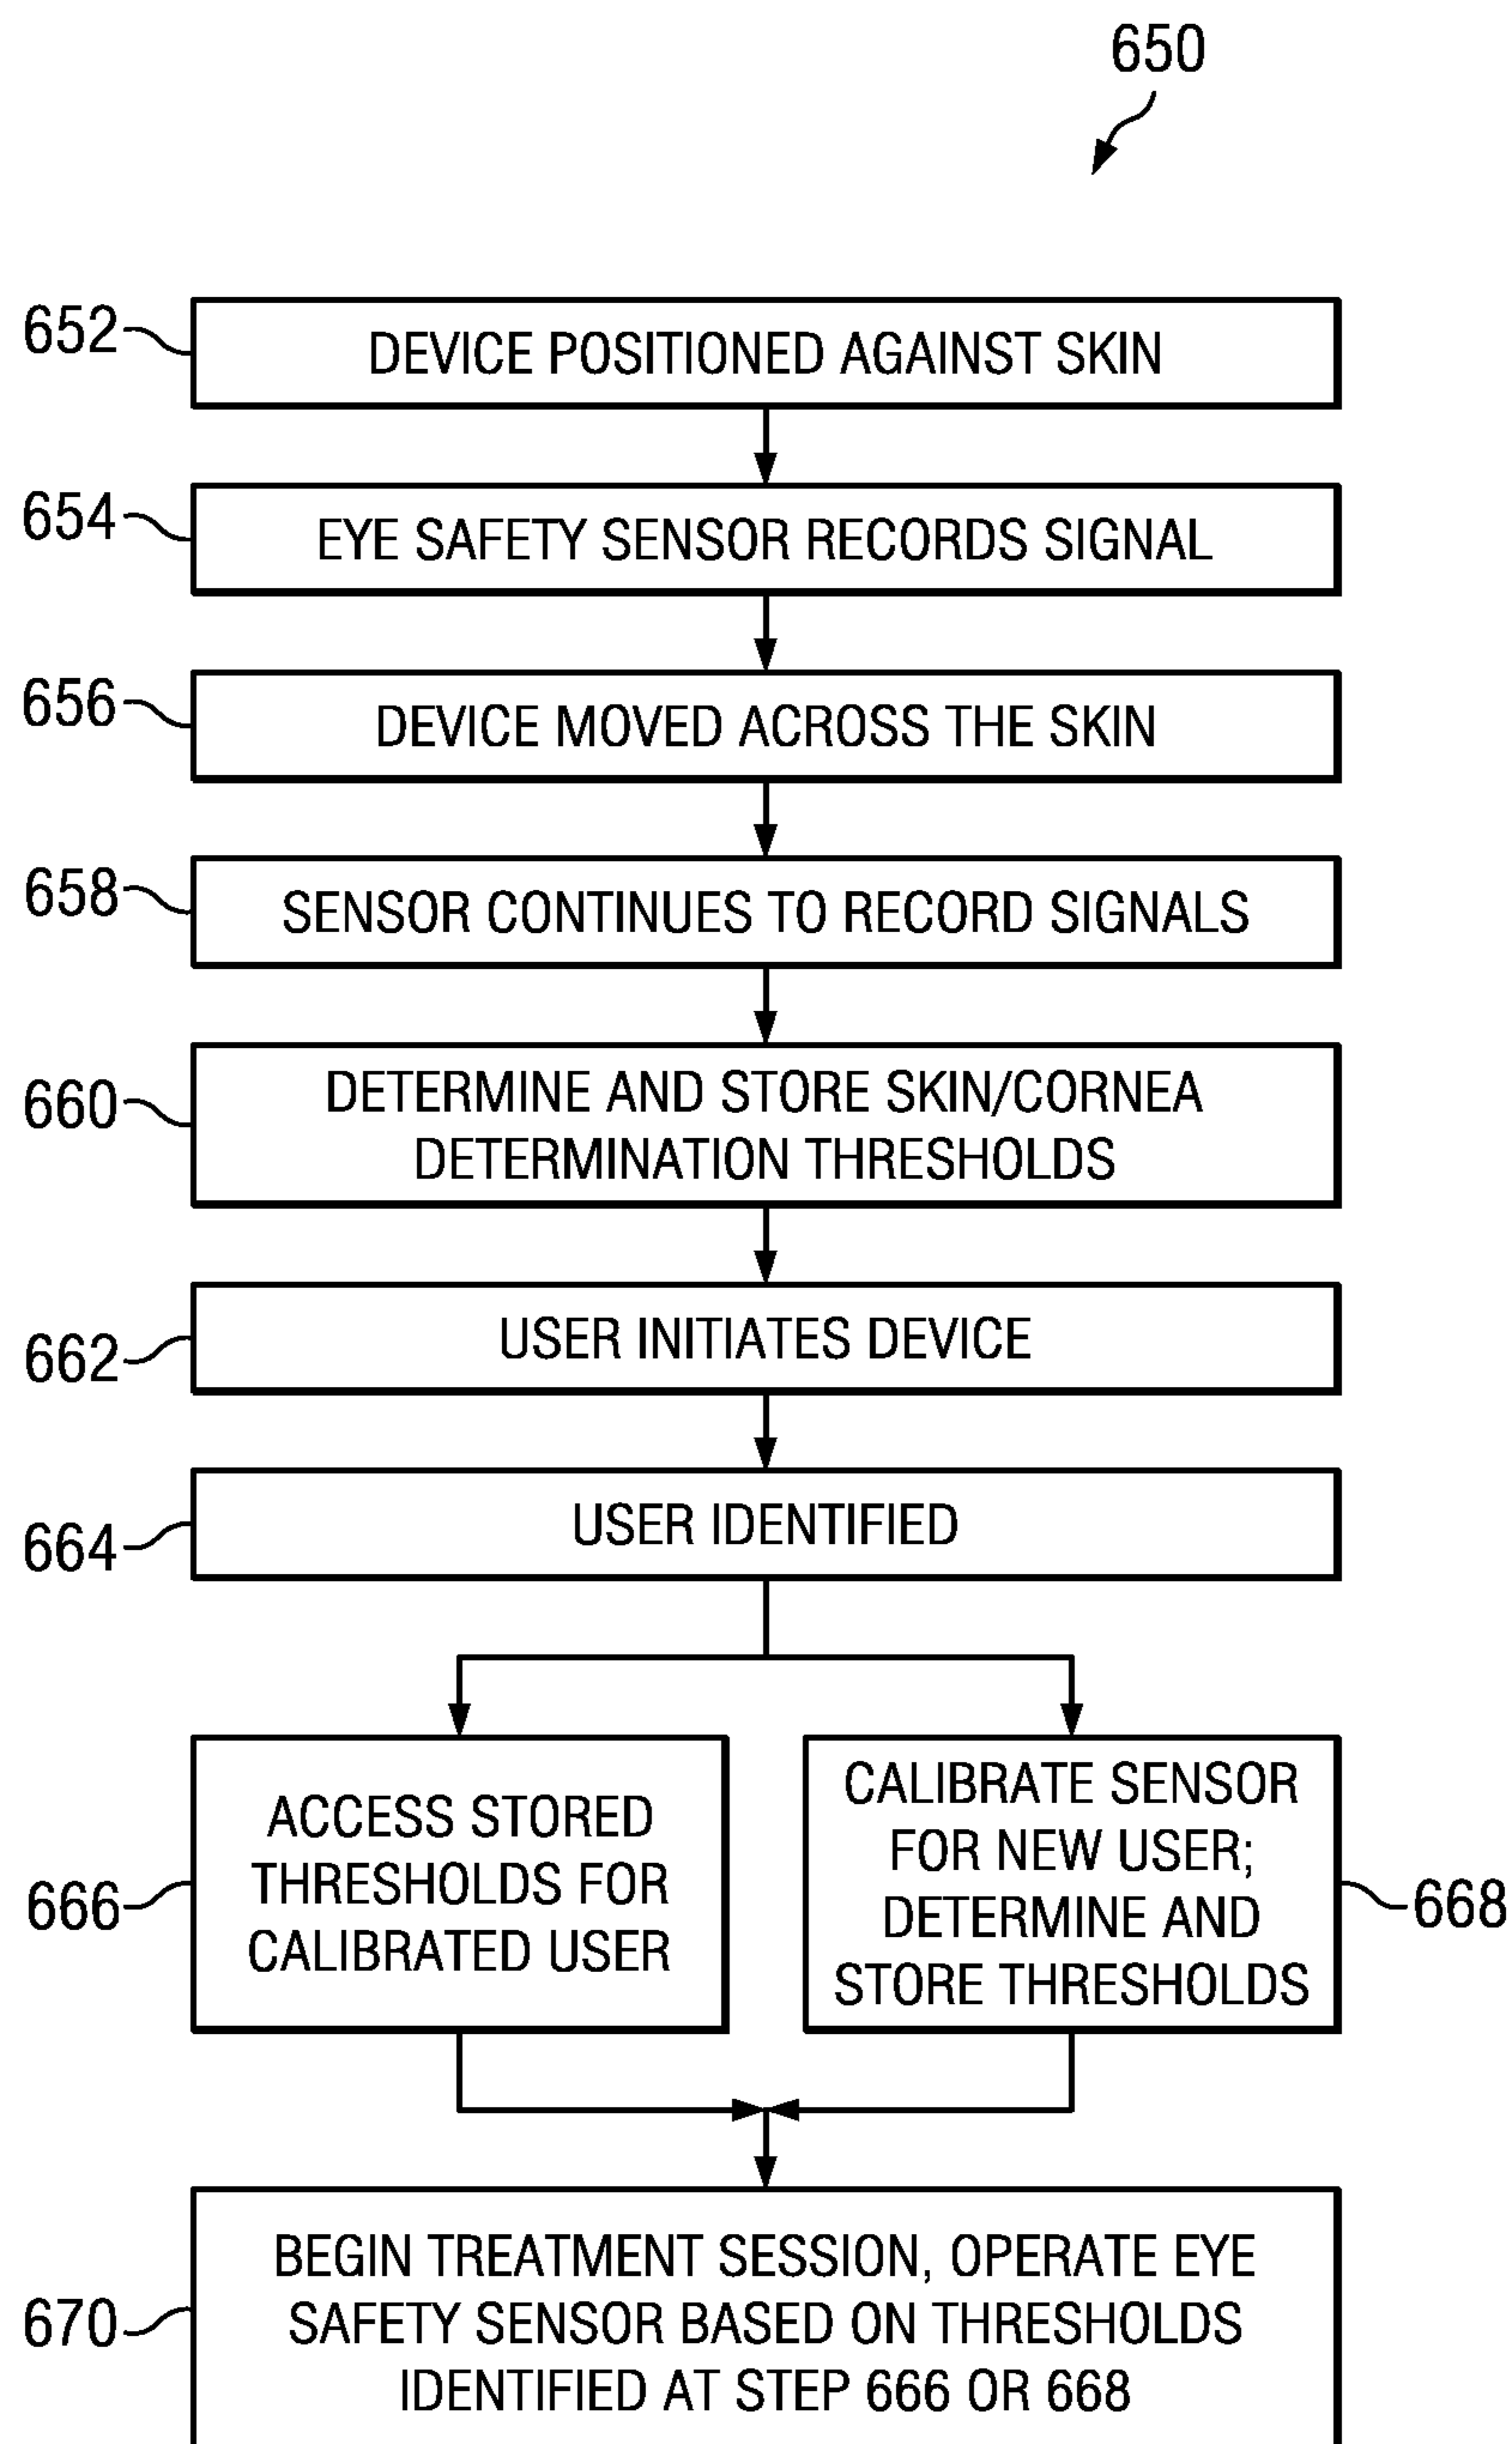 650
652
DEVICE POSITIONED AGAINST SKIN
654
EYE SAFETY SENSOR RECORDS SIGNAL
656
DEVICE MOVED ACROSS THE SKIN
658
SENSOR CONTINUES TO RECORD SIGNALS
660
DETERMINE AND STORE SKIN/CORNEA
DETERMINATION THRESHOLDS
662
USER INITIATES DEVICE
664
USER IDENTIFIED
666
ACCESS STORED
THRESHOLDS FOR
CALIBRATED USER
CALIBRATE SENSOR
FOR NEW USER;
DETERMINE AND
STORE THRESHOLDS
668
670
BEGIN TREATMENT SESSION, OPERATE EYE
SAFETY SENSOR BASED ON THRESHOLDS
IDENTIFIED AT STEP 666 OR 668